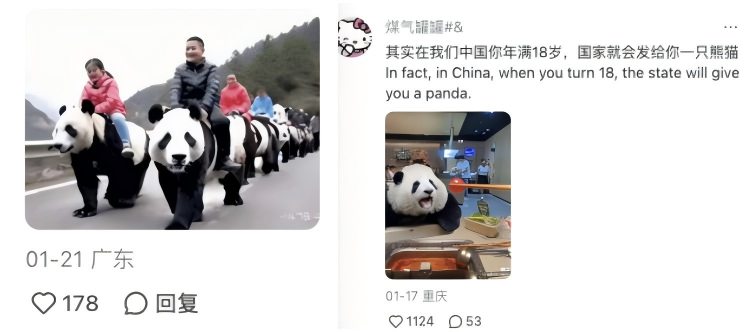 01-21 广东
178 回复
煤气罐罐#&
其实在我们中国你年满18岁，国家就会发给你一只熊猫
In fact, in China, when you turn 18, the state will give
you a panda.
01-17 重庆
1124 53